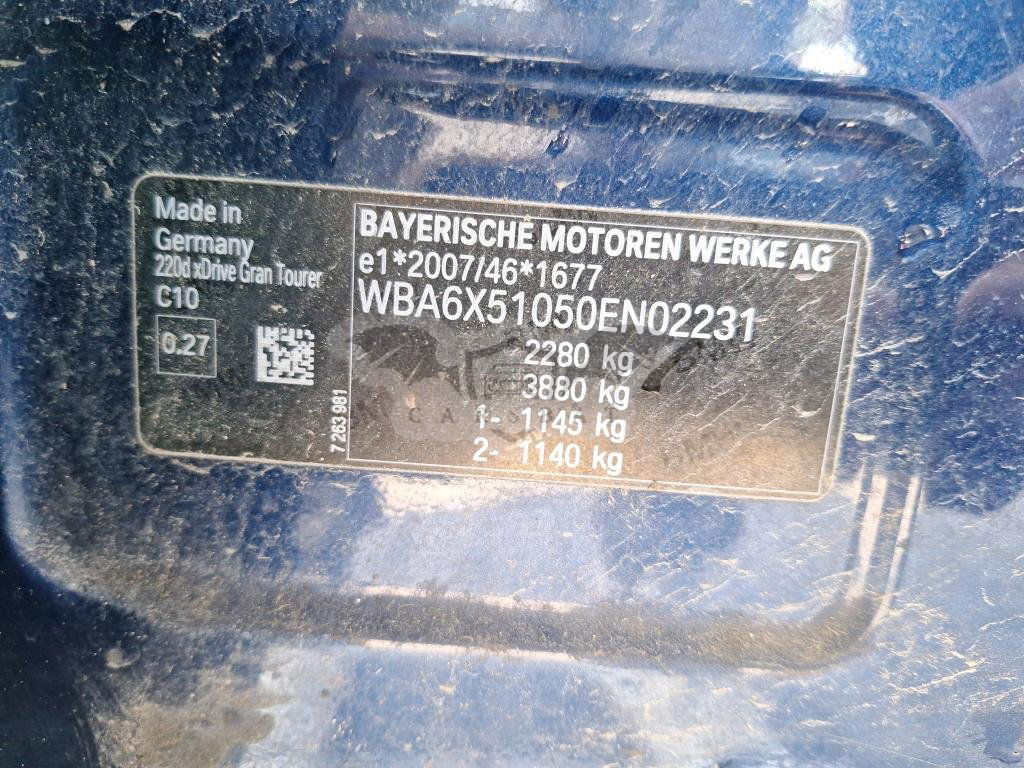 Made in
Germany
220d xDrive Gran Tourer
C10
0.27
7 263 981
BAYERISCHE MOTOREN WERKE AG
e1*2007/46*1677
WBA6X51050EN02231
2280 kg
3880 kg
1- 1145 kg
2- 1140 kg